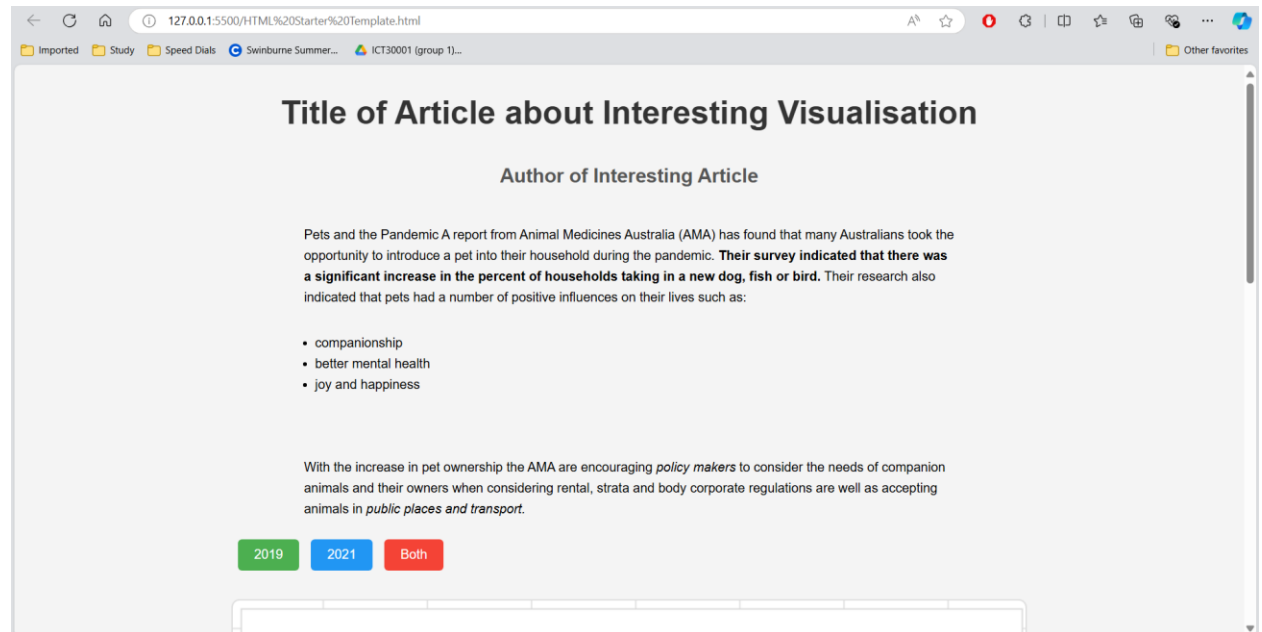 127.0.0.1:5500/HTML%20Starter%20Template.html
Imported Study Speed Dials Swinburne Summer... ICT30001 (group 1)... Other favorites
Title of Article about Interesting Visualisation
Author of Interesting Article
Pets and the Pandemic A report from Animal Medicines Australia (AMA) has found that many Australians took the
opportunity to introduce a pet into their household during the pandemic. Their survey indicated that there was
a significant increase in the percent of households taking in a new dog, fish or bird. Their research also
indicated that pets had a number of positive influences on their lives such as:
• companionship
• better mental health
• joy and happiness
With the increase in pet ownership the AMA are encouraging policy makers to consider the needs of companion
animals and their owners when considering rental, strata and body corporate regulations are well as accepting
animals in public places and transport.
2019 2021 Both